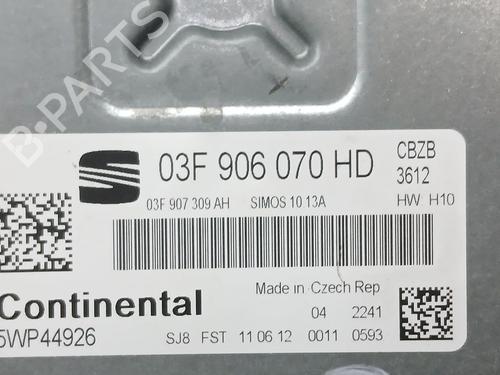 B-PARTS
03F 906 070 HD
CBZB
3612
03F 907 309 AH SIMOS 10 13A HW H10
Continental
Made in Czech Rep
04 2241
5WP44926 SJ8 FST 11 06 12 0011 0593